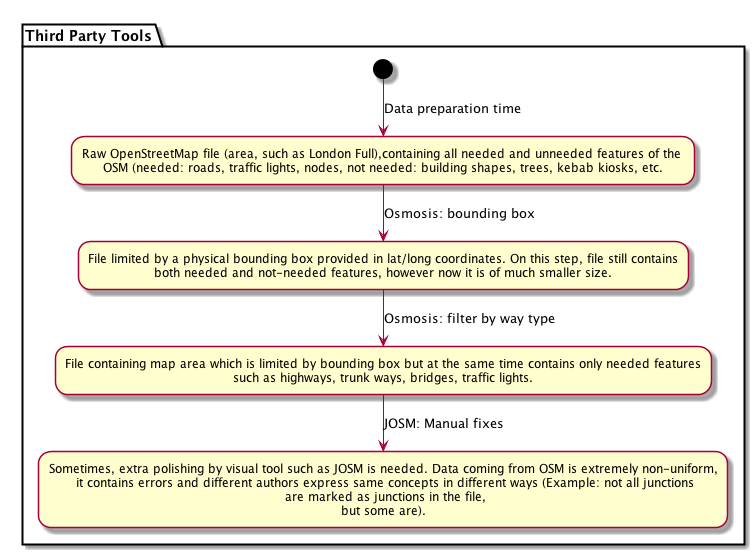 Third Party Tools
Data preparation time
Raw OpenStreetMap file (area, such as London Full),containing all needed and unneeded features of the
OSM (needed: roads, traffic lights, nodes, not needed: building shapes, trees, kebab kiosks, etc.
Osmosis: bounding box
File limited by a physical bounding box provided in lat/long coordinates. On this step, file still contains
both needed and not-needed features, however now it is of much smaller size.
Osmosis: filter by way type
File containing map area which is limited by bounding box but at the same time contains only needed features
such as highways, trunk ways, bridges, traffic lights.
JOSM: Manual fixes
Sometimes, extra polishing by visual tool such as JOSM is needed. Data coming from OSM is extremely non-uniform,
it contains errors and different authors express same concepts in different ways (Example: not all junctions
are marked as junctions in the file,
but some are).